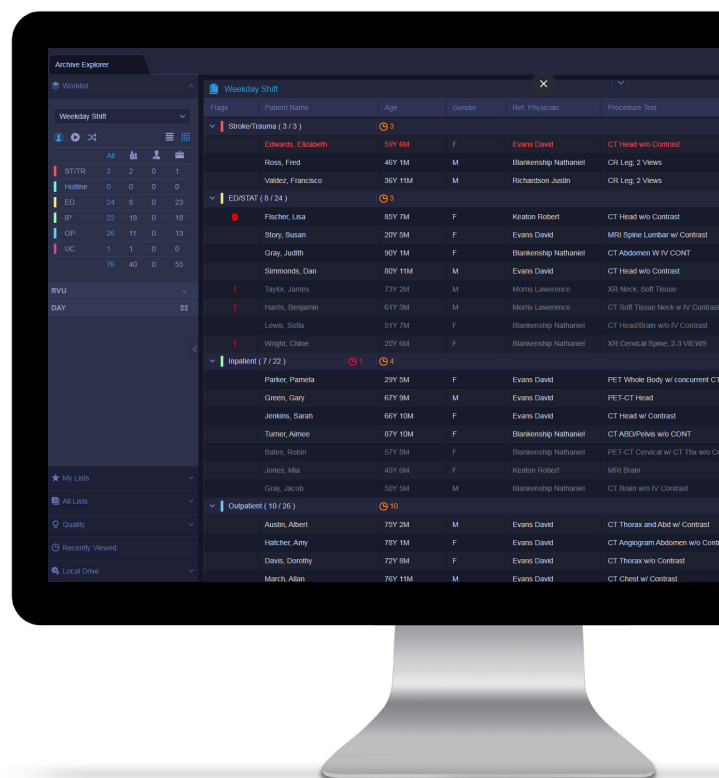 Archive Explorer
Worklist
Weekday Shift
All
ST/TR 3 2 0 1
Hotline 0 0 0 0
ED 24 8 0 23
IP 22 18 0 18
OP 26 11 0 13
UC 1 1 0 0
76 40 0 55
RVU
DAY 22
My Lists
All Lists
Quality
Recently Viewed
Local Drive
Weekday Shift
Flags Patient Name Age Gender Ref. Physician Procedure Text
Stroke/Trauma ( 3 / 3 ) 3
Edwards, Elizabeth 59Y 6M F Evans David CT Head w/o Contrast
Ross, Fred 46Y 1M M Blankenship Nathaniel CR Leg; 2 Views
Valdez, Francisco 36Y 11M M Richardson Justin CR Leg; 2 Views
ED/STAT ( 8 / 24 ) 3
Fischer, Lisa 85Y 7M F Keaton Robert CT Head w/o Contrast
Story, Susan 20Y 5M F Evans David MRI Spine Lumbar w/ Contrast
Gray, Judith 90Y 1M F Blankenship Nathaniel CT Abdomen W IV CONT
Simmonds, Dan 80Y 11M M Evans David CT Head w/o Contrast
! Taylor, James 73Y 2M M Morris Lawerence XR Neck; Soft Tissue
! Harris, Benjamin 61Y 3M M Morris Lawerence CT Soft Tissue Neck w IV Contrast
Lewis, Sofia 51Y 7M F Blankenship Nathaniel CT Head/Brain w/o IV Contrast
! Wright, Chloe 20Y 6M F Blankenship Nathaniel XR Cervical Spine; 2-3 VIEWS
Inpatient ( 7 / 22 ) 1 4
Parker, Pamela 29Y 5M F Evans David PET Whole Body w/ concurrent CT
Green, Gary 67Y 9M M Evans David PET-CT Head
Jenkins, Sarah 66Y 10M F Evans David CT Head w/ Contrast
Turner, Aimee 87Y 10M F Blankenship Nathaniel CT ABD/Pelvis w/o CONT
Bates, Robin 57Y 8M F Blankenship Nathaniel PET-CT Cervical w/ CT Thx w/o Co
Jones, Mia 45Y 6M F Keaton Robert MRI Brain
Gray, Jacob 50Y 5M M Blankenship Nathaniel CT Brain w/o IV Contrast
Outpatient ( 10 / 26 ) 10
Austin, Albert 75Y 2M M Evans David CT Thorax and Abd w/ Contrast
Hatcher, Amy 78Y 1M F Evans David CT Angiogram Abdomen w/o Cont
Davis, Dorothy 72Y 8M F Evans David CT Thorax w/o Contrast
March, Allan 76Y 11M M Evans David CT Chest w/ Contrast